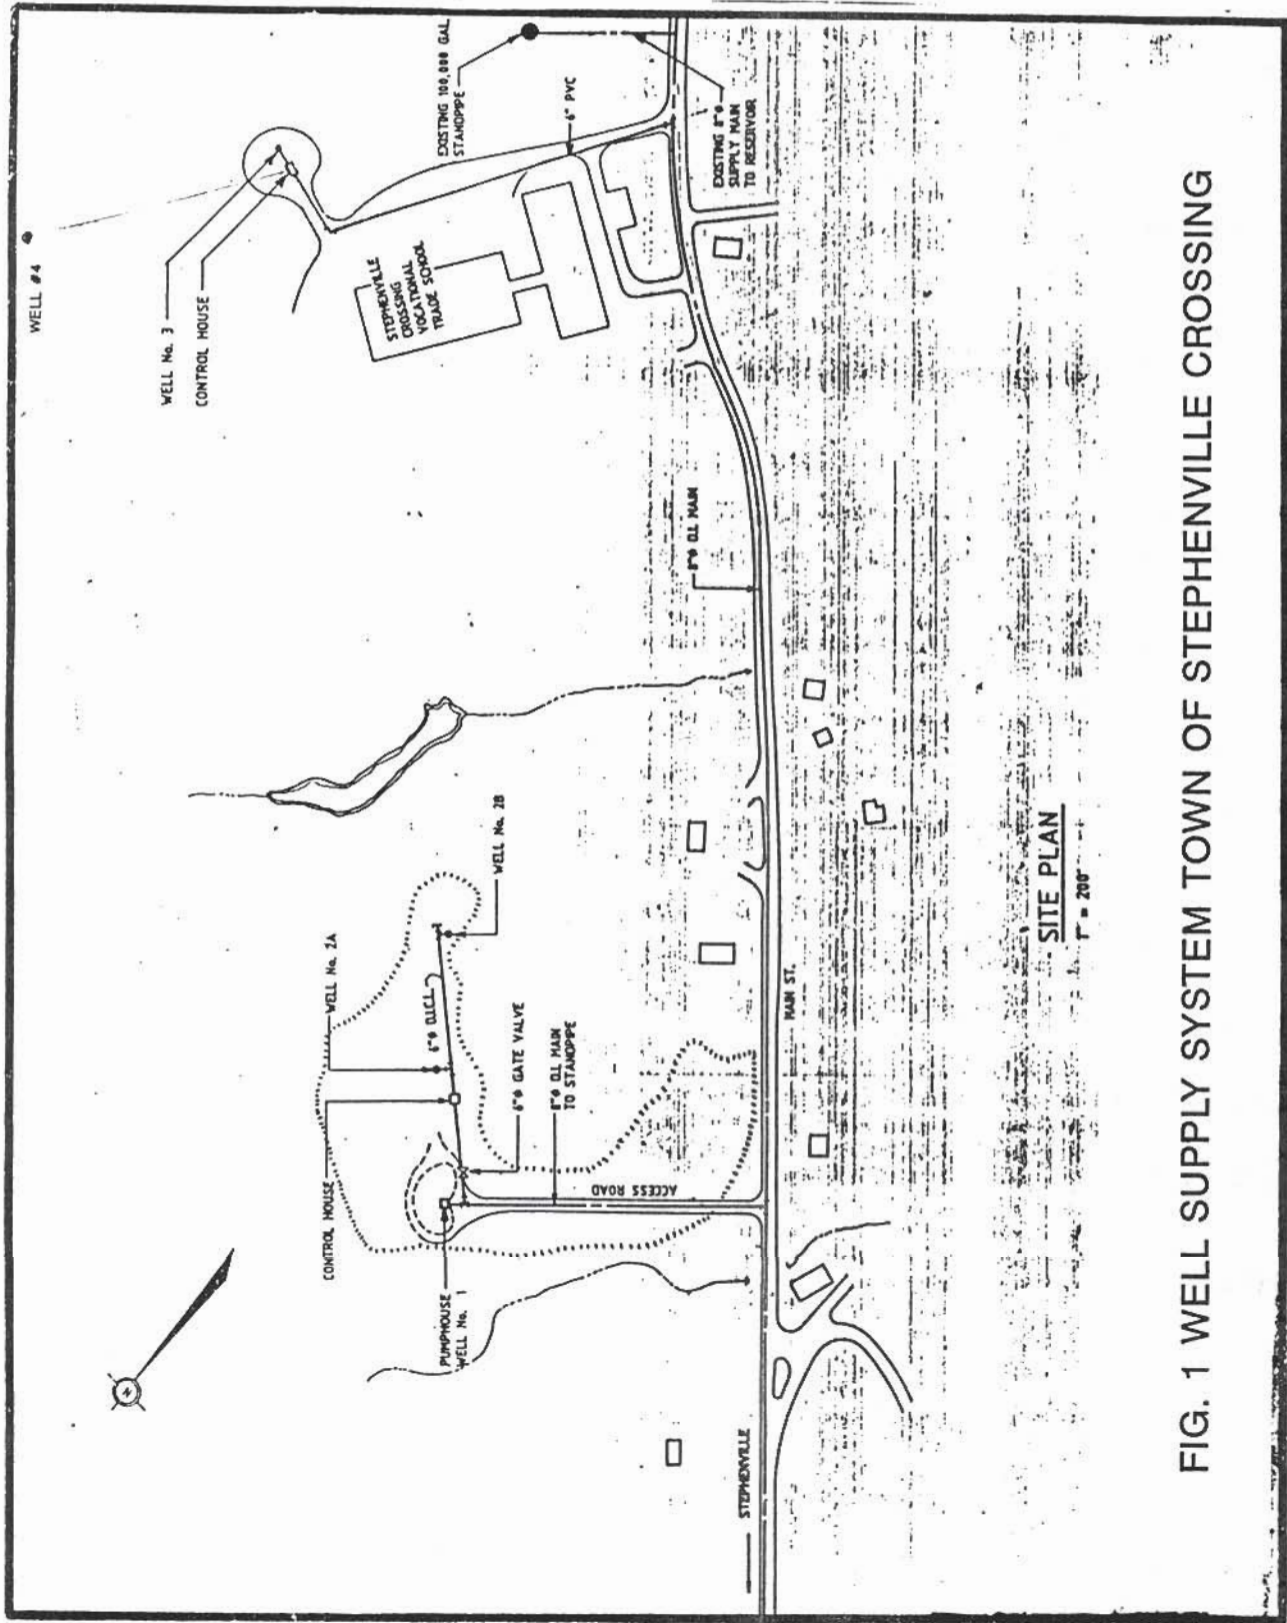 WELL #4
WELL No. 3
CONTROL HOUSE
EXISTING 100,000 GAL
STANDPIPE
6" PVC
STEPHENVILLE
CROSSING
VOCATIONAL
TRADE SCHOOL
EXISTING 8"φ
SUPPLY MAIN
TO RESERVOIR
8"φ D.I. MAIN
WELL No. 2A
WELL No. 2B
6"φ D.I.C.L.
CONTROL HOUSE
6"φ GATE VALVE
8"φ D.I. MAIN
TO STANDPIPE
ACCESS ROAD
PUMPHOUSE
WELL No. 1
N
MAIN ST.
STEPHENVILLE
SITE PLAN
1" = 200'
FIG. 1 WELL SUPPLY SYSTEM TOWN OF STEPHENVILLE CROSSING